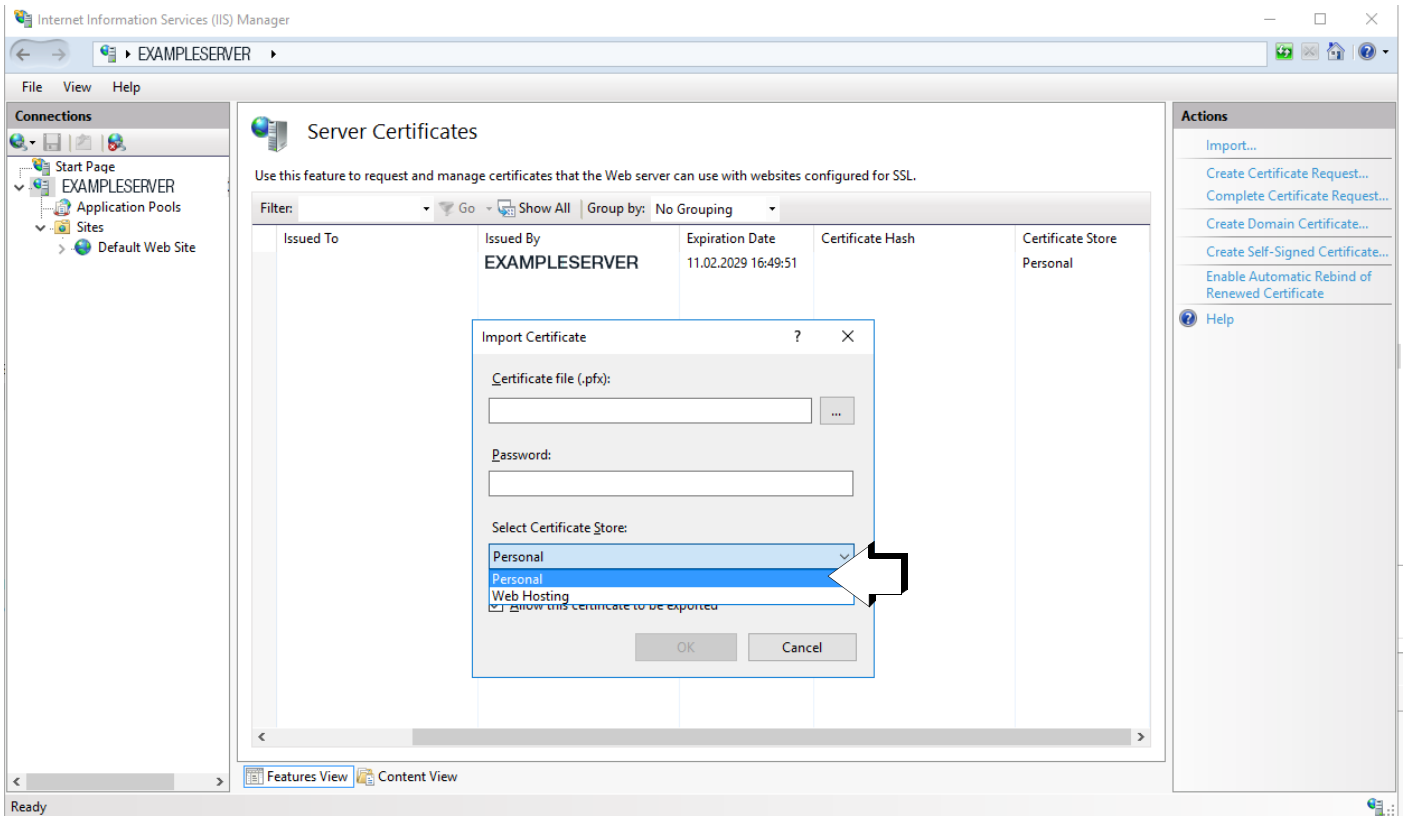 Internet Information Services (IIS) Manager
EXAMPLESERVER
File View Help
Connections
Start Page
EXAMPLESERVER
Application Pools
Sites
Default Web Site
Server Certificates
Use this feature to request and manage certificates that the Web server can use with websites configured for SSL.
Filter: Go Show All Group by: No Grouping
Issued To Issued By Expiration Date Certificate Hash Certificate Store
EXAMPLESERVER 11.02.2029 16:49:51 Personal
Import Certificate ?
Certificate file (.pfx):
...
Password:
Select Certificate Store:
Personal
Personal
Web Hosting
Allow this certificate to be exported
OK Cancel
Features View Content View
Actions
Import...
Create Certificate Request...
Complete Certificate Request...
Create Domain Certificate...
Create Self-Signed Certificate...
Enable Automatic Rebind of
Renewed Certificate
Help
Ready